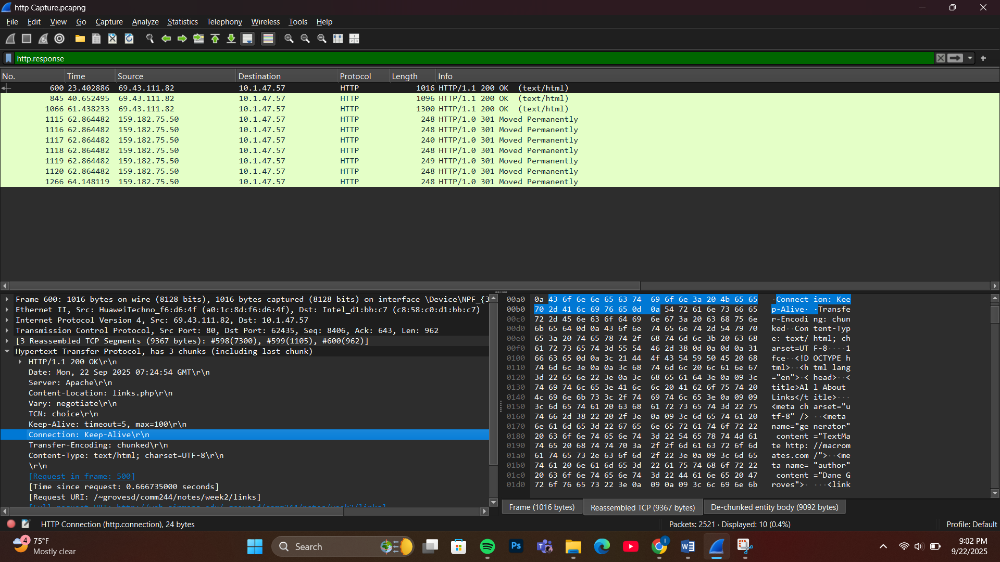 http Capture.pcapng
File Edit View Go Capture Analyze Statistics Telephony Wireless Tools Help
http.response
No. Time Source Destination Protocol Length Info
600 23.402886 69.43.111.82 10.1.47.57 HTTP 1016 HTTP/1.1 200 OK (text/html)
845 40.652495 69.43.111.82 10.1.47.57 HTTP 1096 HTTP/1.1 200 OK (text/html)
1066 61.438233 69.43.111.82 10.1.47.57 HTTP 1300 HTTP/1.1 200 OK (text/html)
1115 62.864482 159.182.75.50 10.1.47.57 HTTP 248 HTTP/1.0 301 Moved Permanently
1116 62.864482 159.182.75.50 10.1.47.57 HTTP 248 HTTP/1.0 301 Moved Permanently
1117 62.864482 159.182.75.50 10.1.47.57 HTTP 240 HTTP/1.0 301 Moved Permanently
1118 62.864482 159.182.75.50 10.1.47.57 HTTP 248 HTTP/1.0 301 Moved Permanently
1119 62.864482 159.182.75.50 10.1.47.57 HTTP 249 HTTP/1.0 301 Moved Permanently
1120 62.864482 159.182.75.50 10.1.47.57 HTTP 248 HTTP/1.0 301 Moved Permanently
1266 64.148119 159.182.75.50 10.1.47.57 HTTP 248 HTTP/1.0 301 Moved Permanently
Frame 600: 1016 bytes on wire (8128 bits), 1016 bytes captured (8128 bits) on interface \Device\NPF_{3
Ethernet II, Src: HuaweiTechno_f6:d6:4f (a0:1c:8d:f6:d6:4f), Dst: Intel_d1:bb:c7 (c8:58:c0:d1:bb:c7)
Internet Protocol Version 4, Src: 69.43.111.82, Dst: 10.1.47.57
Transmission Control Protocol, Src Port: 80, Dst Port: 62435, Seq: 8406, Ack: 643, Len: 962
[3 Reassembled TCP Segments (9367 bytes): #598(7300), #599(1105), #600(962)]
Hypertext Transfer Protocol, has 3 chunks (including last chunk)
HTTP/1.1 200 OK\r\n
Date: Mon, 22 Sep 2025 07:24:54 GMT\r\n
Server: Apache\r\n
Content-Location: links.php\r\n
Vary: negotiate\r\n
TCN: choice\r\n
Keep-Alive: timeout=5, max=100\r\n
Connection: Keep-Alive\r\n
Transfer-Encoding: chunked\r\n
Content-Type: text/html; charset=UTF-8\r\n
\r\n
[Request in frame: 500]
[Time since request: 0.666735000 seconds]
[Request URI: /~grovesd/comm244/notes/week2/links]
00a0 0a 43 6f 6e 6e 65 63 74 69 6f 6e 3a 20 4b 65 65 ·Connect ion: Kee
00b0 70 2d 41 6c 69 76 65 0d 0a 54 72 61 6e 73 66 65 p-Alive· ·Transfe
00c0 72 2d 45 6e 63 6f 64 69 6e 67 3a 20 63 68 75 6e r-Encodi ng: chun
00d0 6b 65 64 0d 0a 43 6f 6e 74 65 6e 74 2d 54 79 70 ked··Con tent-Typ
00e0 65 3a 20 74 65 78 74 2f 68 74 6d 6c 3b 20 63 68 e: text/ html; ch
00f0 61 72 73 65 74 3d 55 54 46 2d 38 0d 0a 0d 0a 31 arset=UT F-8····1
0100 66 63 65 0d 0a 3c 21 44 4f 43 54 59 50 45 20 68 fce··<!D OCTYPE h
0110 74 6d 6c 3e 0a 0a 3c 68 74 6d 6c 20 6c 61 6e 67 tml>··<h tml lang
0120 3d 22 65 6e 22 3e 0a 3c 68 65 61 64 3e 0a 09 3c ="en">·< head>··<
0130 74 69 74 6c 65 3e 41 6c 6c 20 41 62 6f 75 74 20 title>Al l About
0140 4c 69 6e 6b 73 3c 2f 74 69 74 6c 65 3e 0a 09 09 Links</t itle>···
0150 3c 6d 65 74 61 20 63 68 61 72 73 65 74 3d 22 75 <meta ch arset="u
0160 74 66 2d 38 22 20 2f 3e 0a 09 3c 6d 65 74 61 20 tf-8" /> ··<meta
0170 6e 61 6d 65 3d 22 67 65 6e 65 72 61 74 6f 72 22 name="ge nerator"
0180 20 63 6f 6e 74 65 6e 74 3d 22 54 65 78 74 4d 61 content ="TextMa
0190 74 65 20 68 74 74 70 3a 2f 2f 6d 61 63 72 6f 6d te http: //macrom
01a0 61 74 65 73 2e 63 6f 6d 2f 22 3e 0a 09 3c 6d 65 ates.com /">··<me
01b0 74 61 20 6e 61 6d 65 3d 22 61 75 74 68 6f 72 22 ta name= "author"
01c0 20 63 6f 6e 74 65 6e 74 3d 22 44 61 6e 65 20 47 content ="Dane G
01d0 72 6f 76 65 73 22 3e 0a 09 0a 09 3c 6c 69 6e 6b roves">· ···<link
Frame (1016 bytes) Reassembled TCP (9367 bytes) De-chunked entity body (9092 bytes)
HTTP Connection (http.connection), 24 bytes Packets: 2521 · Displayed: 10 (0.4%) Profile: Default
4 75°F
Mostly clear
Search
Ps
9:02 PM
9/22/2025